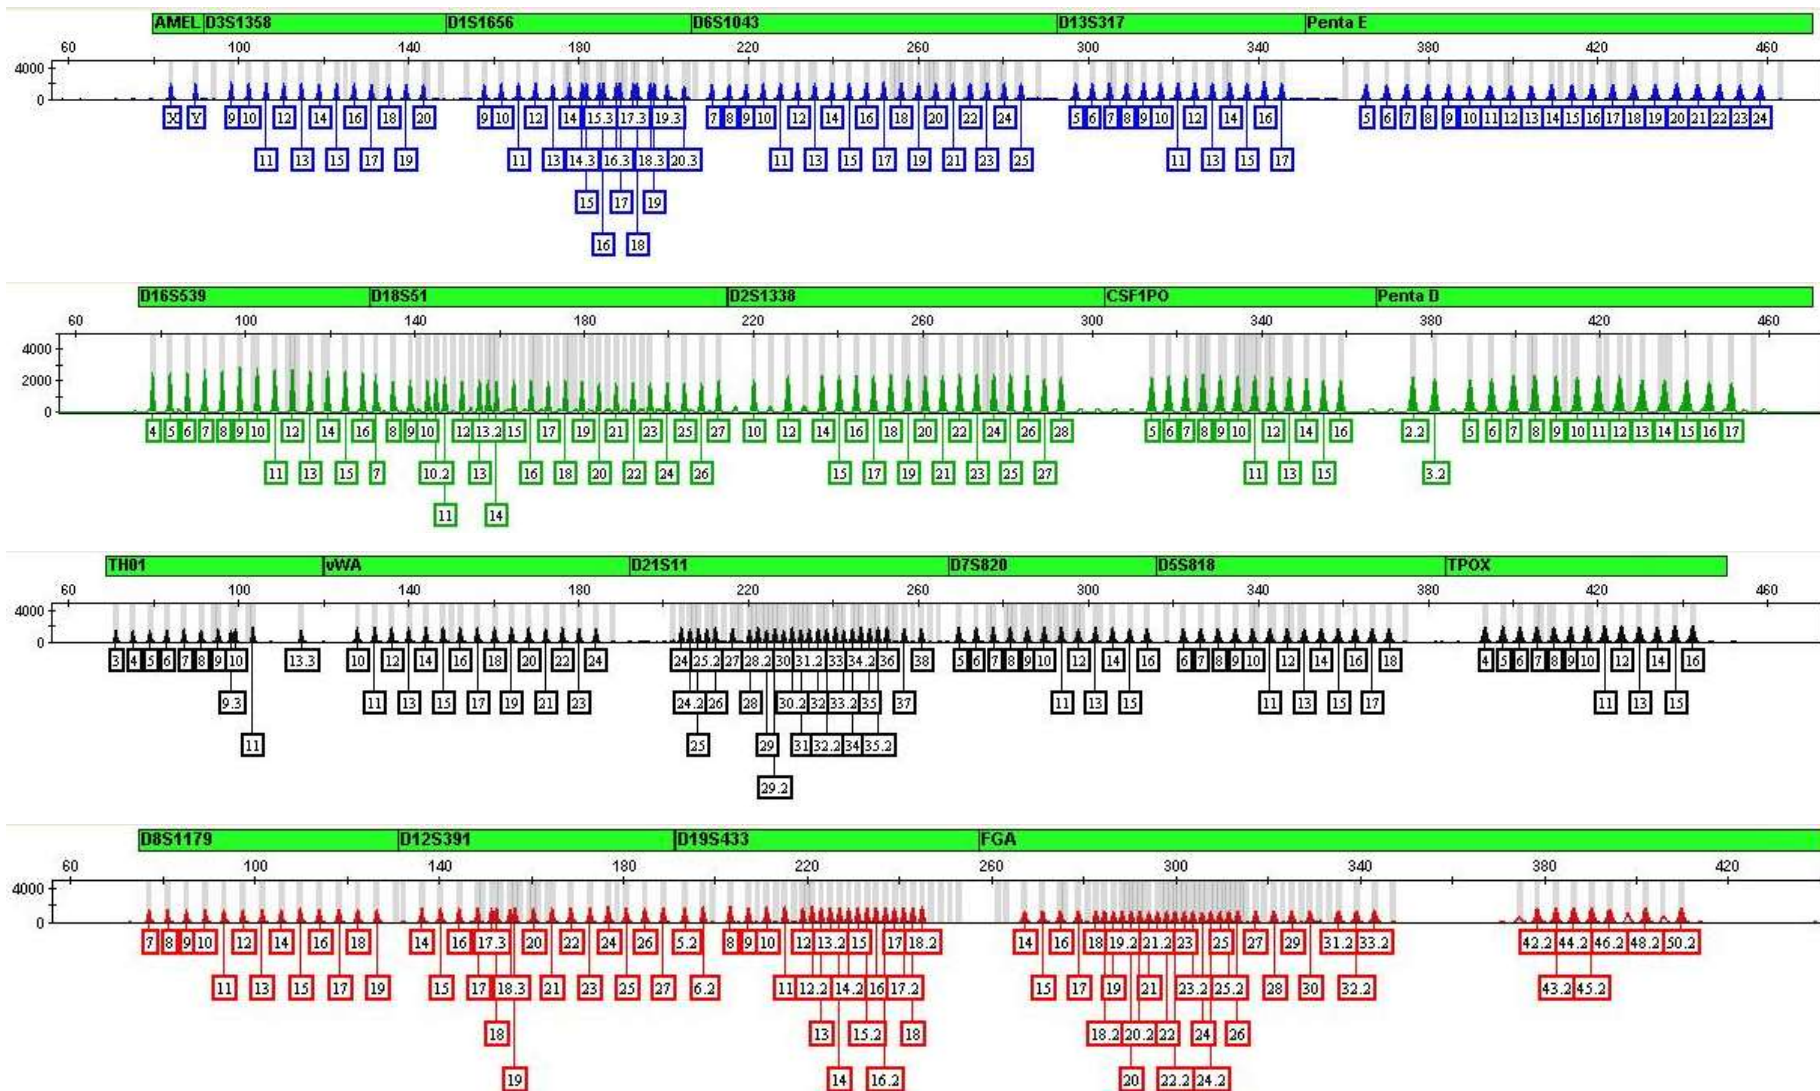 AMEL D3S1358 D1S1656 D6S1043 D13S317 Penta E
60 100 140 180 220 260 300 340 380 420 460
4000
0
X Y 9 10 12 14 16 18 20 9 10 12 14 15.3 17.3 19.3 7 8 9 10 12 14 16 18 20 22 24 5 6 7 8 9 10 12 14 16 5 6 7 8 9 10 11 12 13 14 15 16 17 18 19 20 21 22 23 24
11 13 15 17 19 11 13 14.3 16.3 18.3 20.3 11 13 15 17 19 21 23 25 11 13 15 17
15 17 19
16 18
D16S539 D18S51 D2S1338 CSF1PO Penta D
60 100 140 180 220 260 300 340 380 420 460
4000
2000
0
4 5 6 7 8 9 10 12 14 16 8 9 10 12 13.2 15 17 19 21 23 25 27 10 12 14 16 18 20 22 24 26 28 5 6 7 8 9 10 12 14 16 2.2 5 6 7 8 9 10 11 12 13 14 15 16 17
11 13 15 7 10.2 13 16 18 20 22 24 26 15 17 19 21 23 25 27 11 13 15 3.2
11 14
TH01 vWA D21S11 D7S820 D5S818 TPOX
60 100 140 180 220 260 300 340 380 420 460
4000
0
3 4 5 6 7 8 9 10 13.3 10 12 14 16 18 20 22 24 24 25.2 27 28.2 30 31.2 33 34.2 36 38 5 6 7 8 9 10 12 14 16 6 7 8 9 10 12 14 16 18 4 5 6 7 8 9 10 12 14 16
9.3 11 13 15 17 19 21 23 24.2 26 28 30.2 32 33.2 35 37 11 13 15 11 13 15 17 11 13 15
11 25 29 31 32.2 34 35.2
29.2
D8S1179 D12S391 D19S433 FGA
60 100 140 180 220 260 300 340 380 420
4000
0
7 8 9 10 12 14 16 18 14 16 17.3 20 22 24 26 5.2 8 9 10 12 13.2 15 17 18.2 14 16 18 19.2 21.2 23 25 27 29 31.2 33.2 42.2 44.2 46.2 48.2 50.2
11 13 15 17 19 15 17 18.3 21 23 25 27 6.2 11 12.2 14.2 16 17.2 15 17 19 21 23.2 25.2 28 30 32.2 43.2 45.2
18 13 15.2 18 18.2 20.2 22 24 26
19 14 16.2 20 22.2 24.2